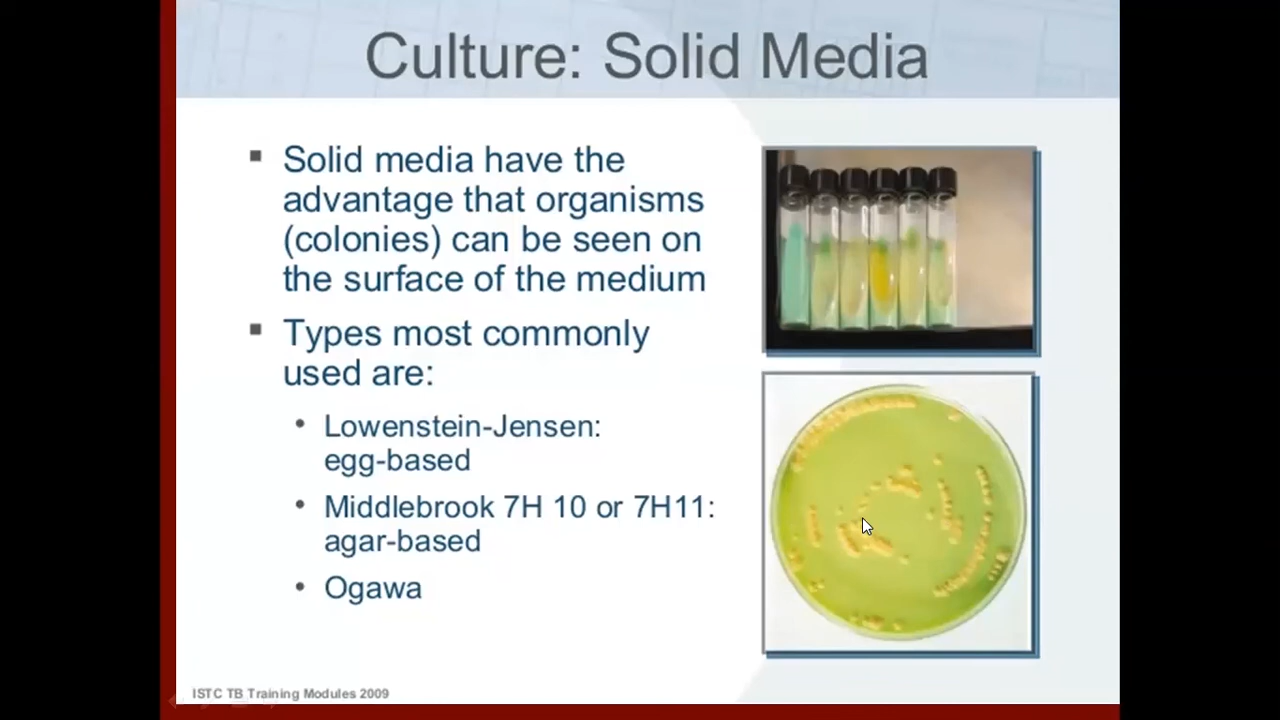 Culture: Solid Media
Solid media have the
advantage that organisms
(colonies) can be seen on
the surface of the medium
Types most commonly
used are:
Lowenstein-Jensen:
egg-based
Middlebrook 7H 10 or 7H11:
agar-based
Ogawa
ISTC TB Training Modules 2009